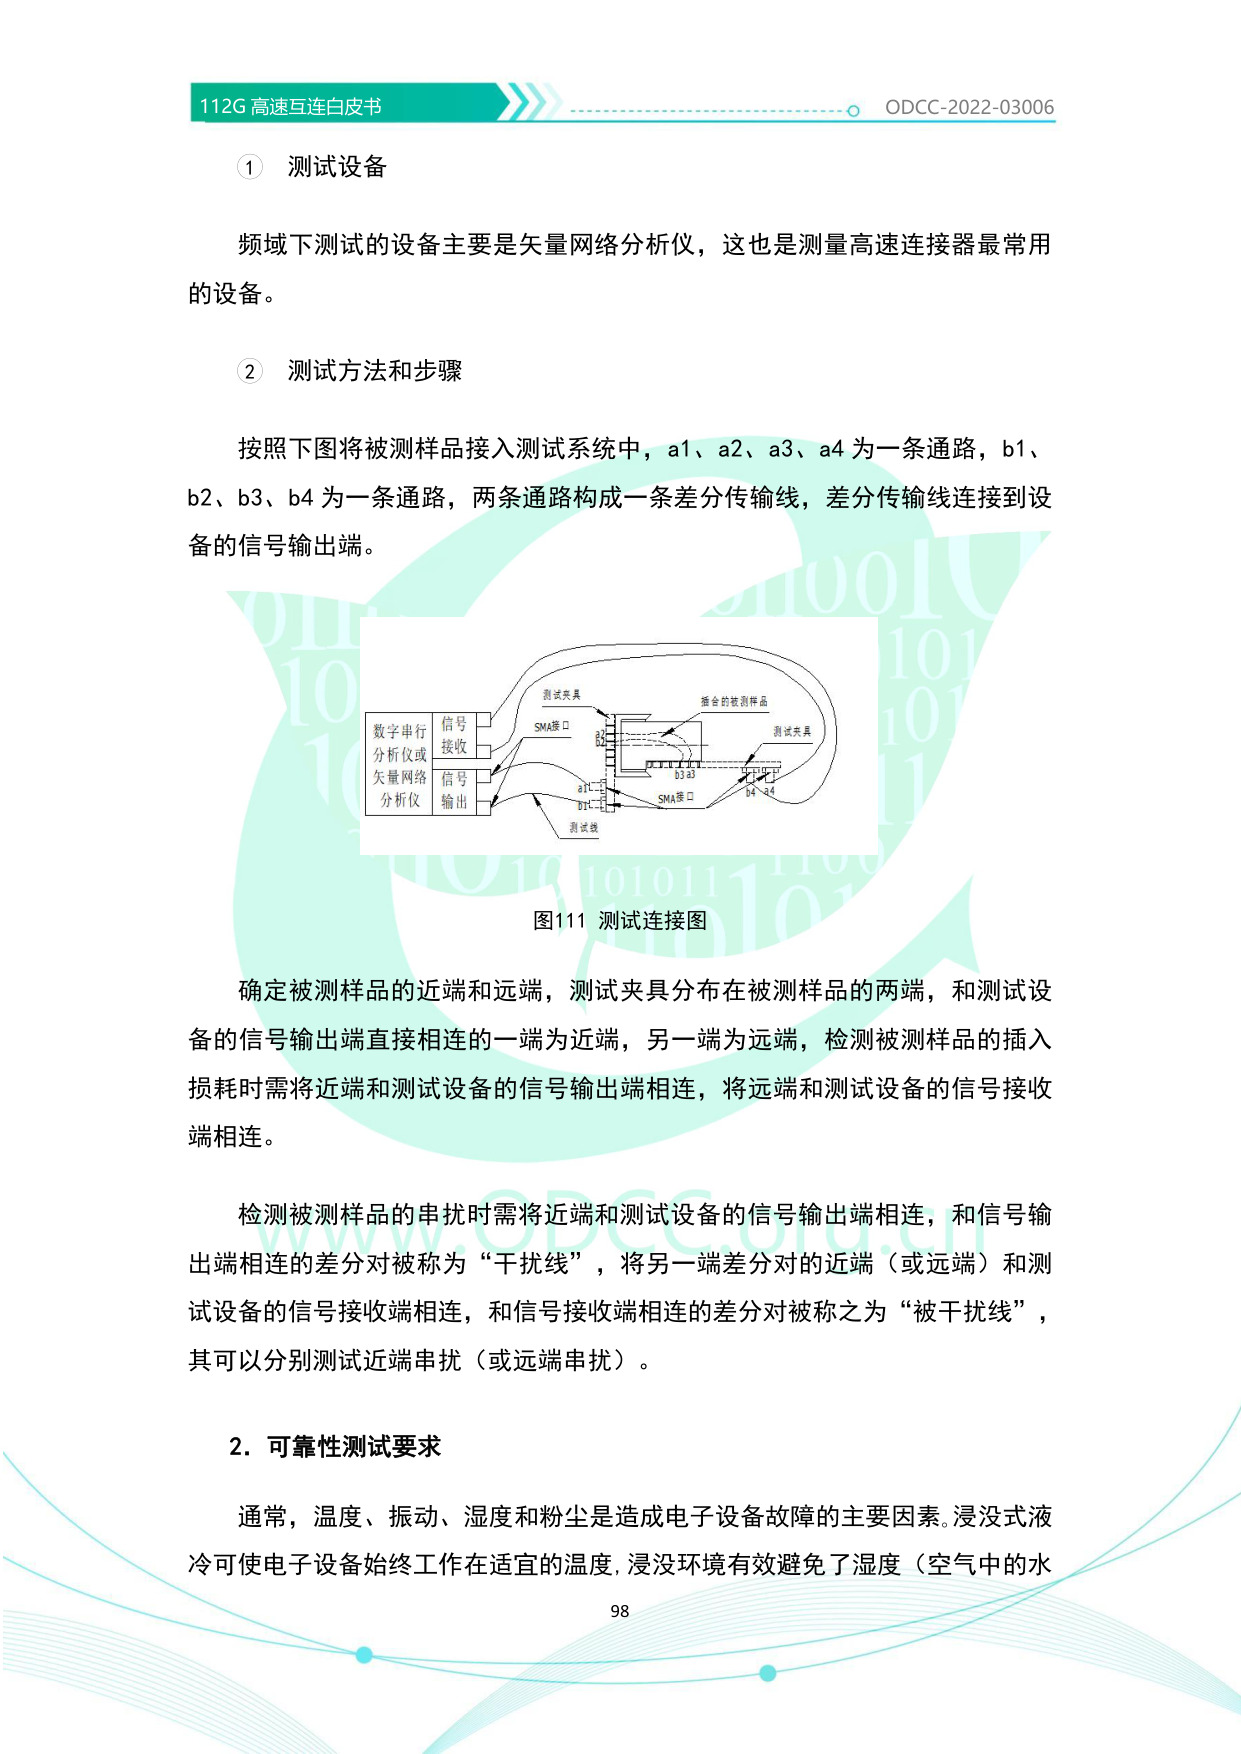 112G 高速互连白皮书
ODCC-2022-03006
① 测试设备
频域下测试的设备主要是矢量网络分析仪，这也是测量高速连接器最常用
的设备。
② 测试方法和步骤
按照下图将被测样品接入测试系统中，a1、a2、a3、a4 为一条通路，b1、
b2、b3、b4 为一条通路，两条通路构成一条差分传输线，差分传输线连接到设
备的信号输出端。
测试夹具
插合的被测样品
SMA接口
测试夹具
数字串行
分析仪或
矢量网络
分析仪
信号
接收
信号
输出
a2
b2
b3 a3
a1
b1
SMA接口
b4 a4
测试线
图111 测试连接图
确定被测样品的近端和远端，测试夹具分布在被测样品的两端，和测试设
备的信号输出端直接相连的一端为近端，另一端为远端，检测被测样品的插入
损耗时需将近端和测试设备的信号输出端相连，将远端和测试设备的信号接收
端相连。
www.ODCC.org.cn
检测被测样品的串扰时需将近端和测试设备的信号输出端相连，和信号输
出端相连的差分对被称为“干扰线”，将另一端差分对的近端（或远端）和测
试设备的信号接收端相连，和信号接收端相连的差分对被称之为“被干扰线”，
其可以分别测试近端串扰（或远端串扰）。
2. 可靠性测试要求
通常，温度、振动、湿度和粉尘是造成电子设备故障的主要因素。浸没式液
冷可使电子设备始终工作在适宜的温度,浸没环境有效避免了湿度（空气中的水
98